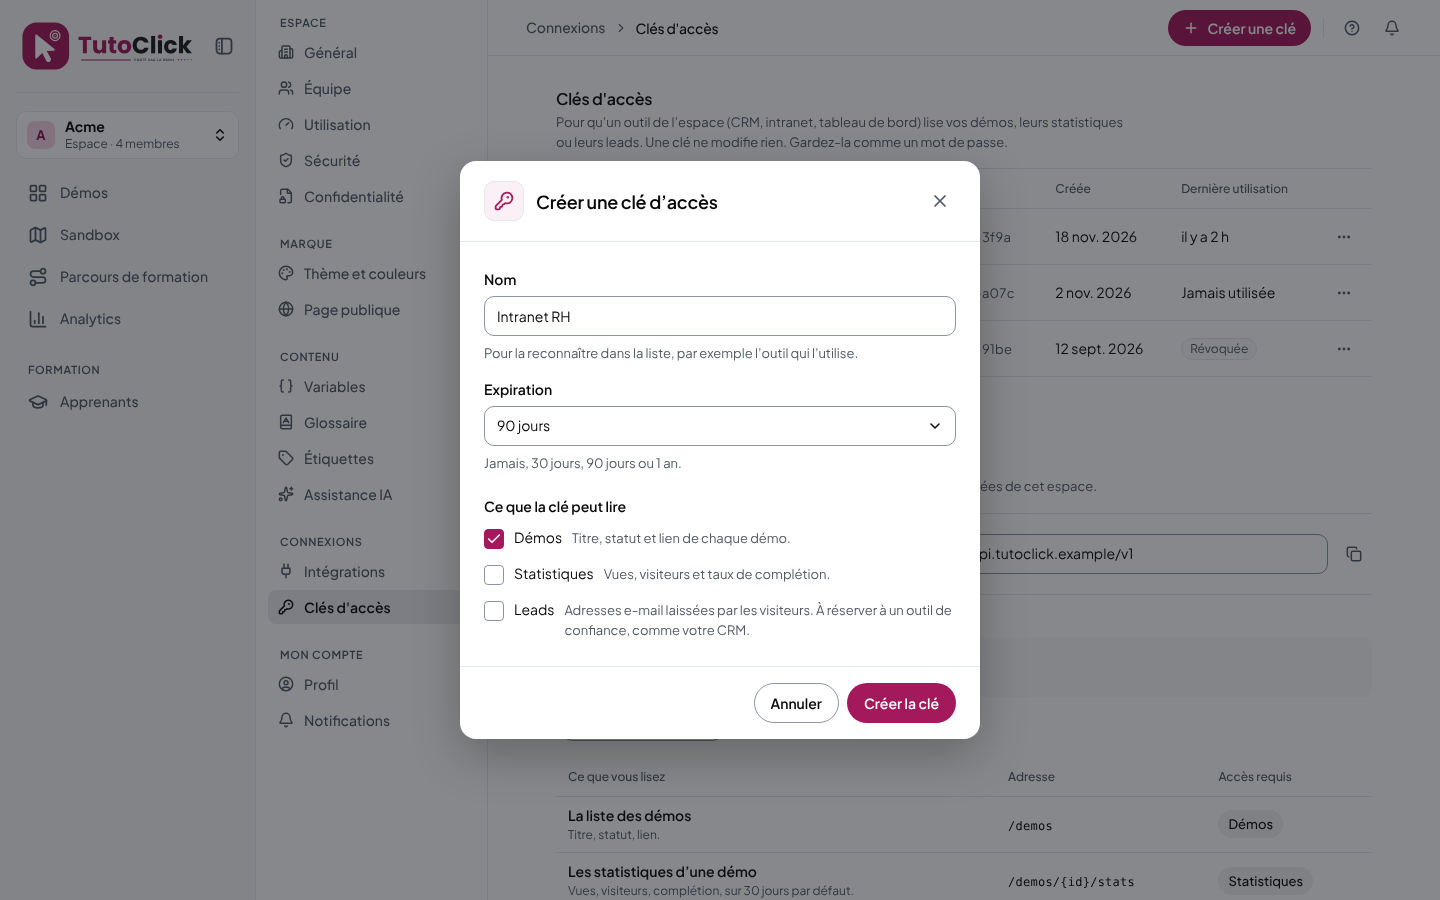 TutoClick
Acme
Espace · 4 membres
Démos
Sandbox
Parcours de formation
Analytics
FORMATION
Apprenants
ESPACE
Général
Équipe
Utilisation
Sécurité
Confidentialité
MARQUE
Thème et couleurs
Page publique
CONTENU
Variables
Glossaire
Étiquettes
Assistance IA
CONNEXIONS
Intégrations
Clés d'accès
MON COMPTE
Profil
Notifications
Connexions
Clés d'accès
Créer une clé
Clés d'accès
Pour qu'un outil de l'espace (CRM, intranet, tableau de bord) lise vos démos, leurs statistiques
ou leurs leads. Une clé ne modifie rien. Gardez-la comme un mot de passe.
Créée Dernière utilisation
3f9a 18 nov. 2026 il y a 2 h
a07c 2 nov. 2026 Jamais utilisée
91be 12 sept. 2026 Révoquée
de cet espace.
pi.tutoclick.example/v1
Créer une clé d’accès
Nom
Intranet RH
Pour la reconnaître dans la liste, par exemple l’outil qui l’utilise.
Expiration
90 jours
Jamais, 30 jours, 90 jours ou 1 an.
Ce que la clé peut lire
Démos Titre, statut et lien de chaque démo.
Statistiques Vues, visiteurs et taux de complétion.
Leads Adresses e-mail laissées par les visiteurs. À réserver à un outil de
confiance, comme votre CRM.
Annuler
Créer la clé
Ce que vous lisez Adresse Accès requis
La liste des démos
Titre, statut, lien.
/demos
Démos
Les statistiques d’une démo
Vues, visiteurs, complétion, sur 30 jours par défaut.
/demos/{id}/stats
Statistiques